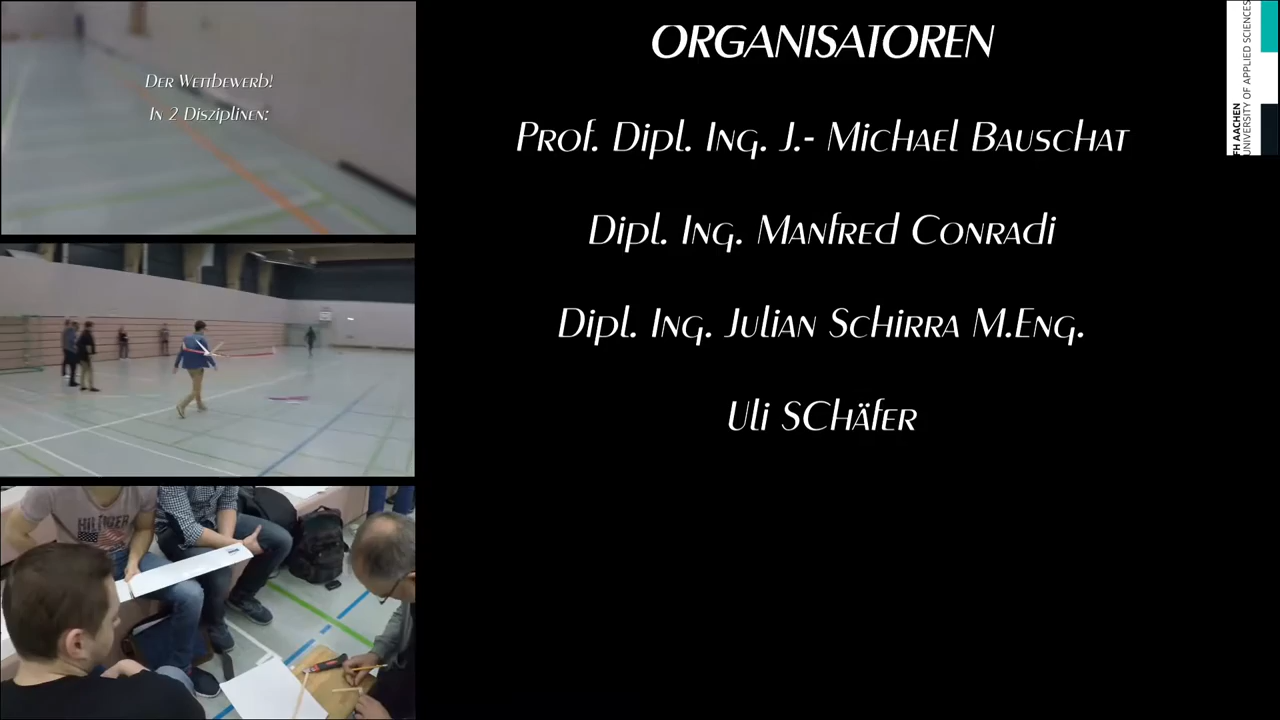 Der Wettbewerb!
In 2 Disziplinen:
HILFIGER
ORGANISATOREN
Prof. Dipl. Ing. J.- Michael Bauschat
Dipl. Ing. Manfred Conradi
Dipl. Ing. Julian Schirra M.Eng.
Uli SCHäfer
FH AACHEN
UNIVERSITY OF APPLIED SCIENCES